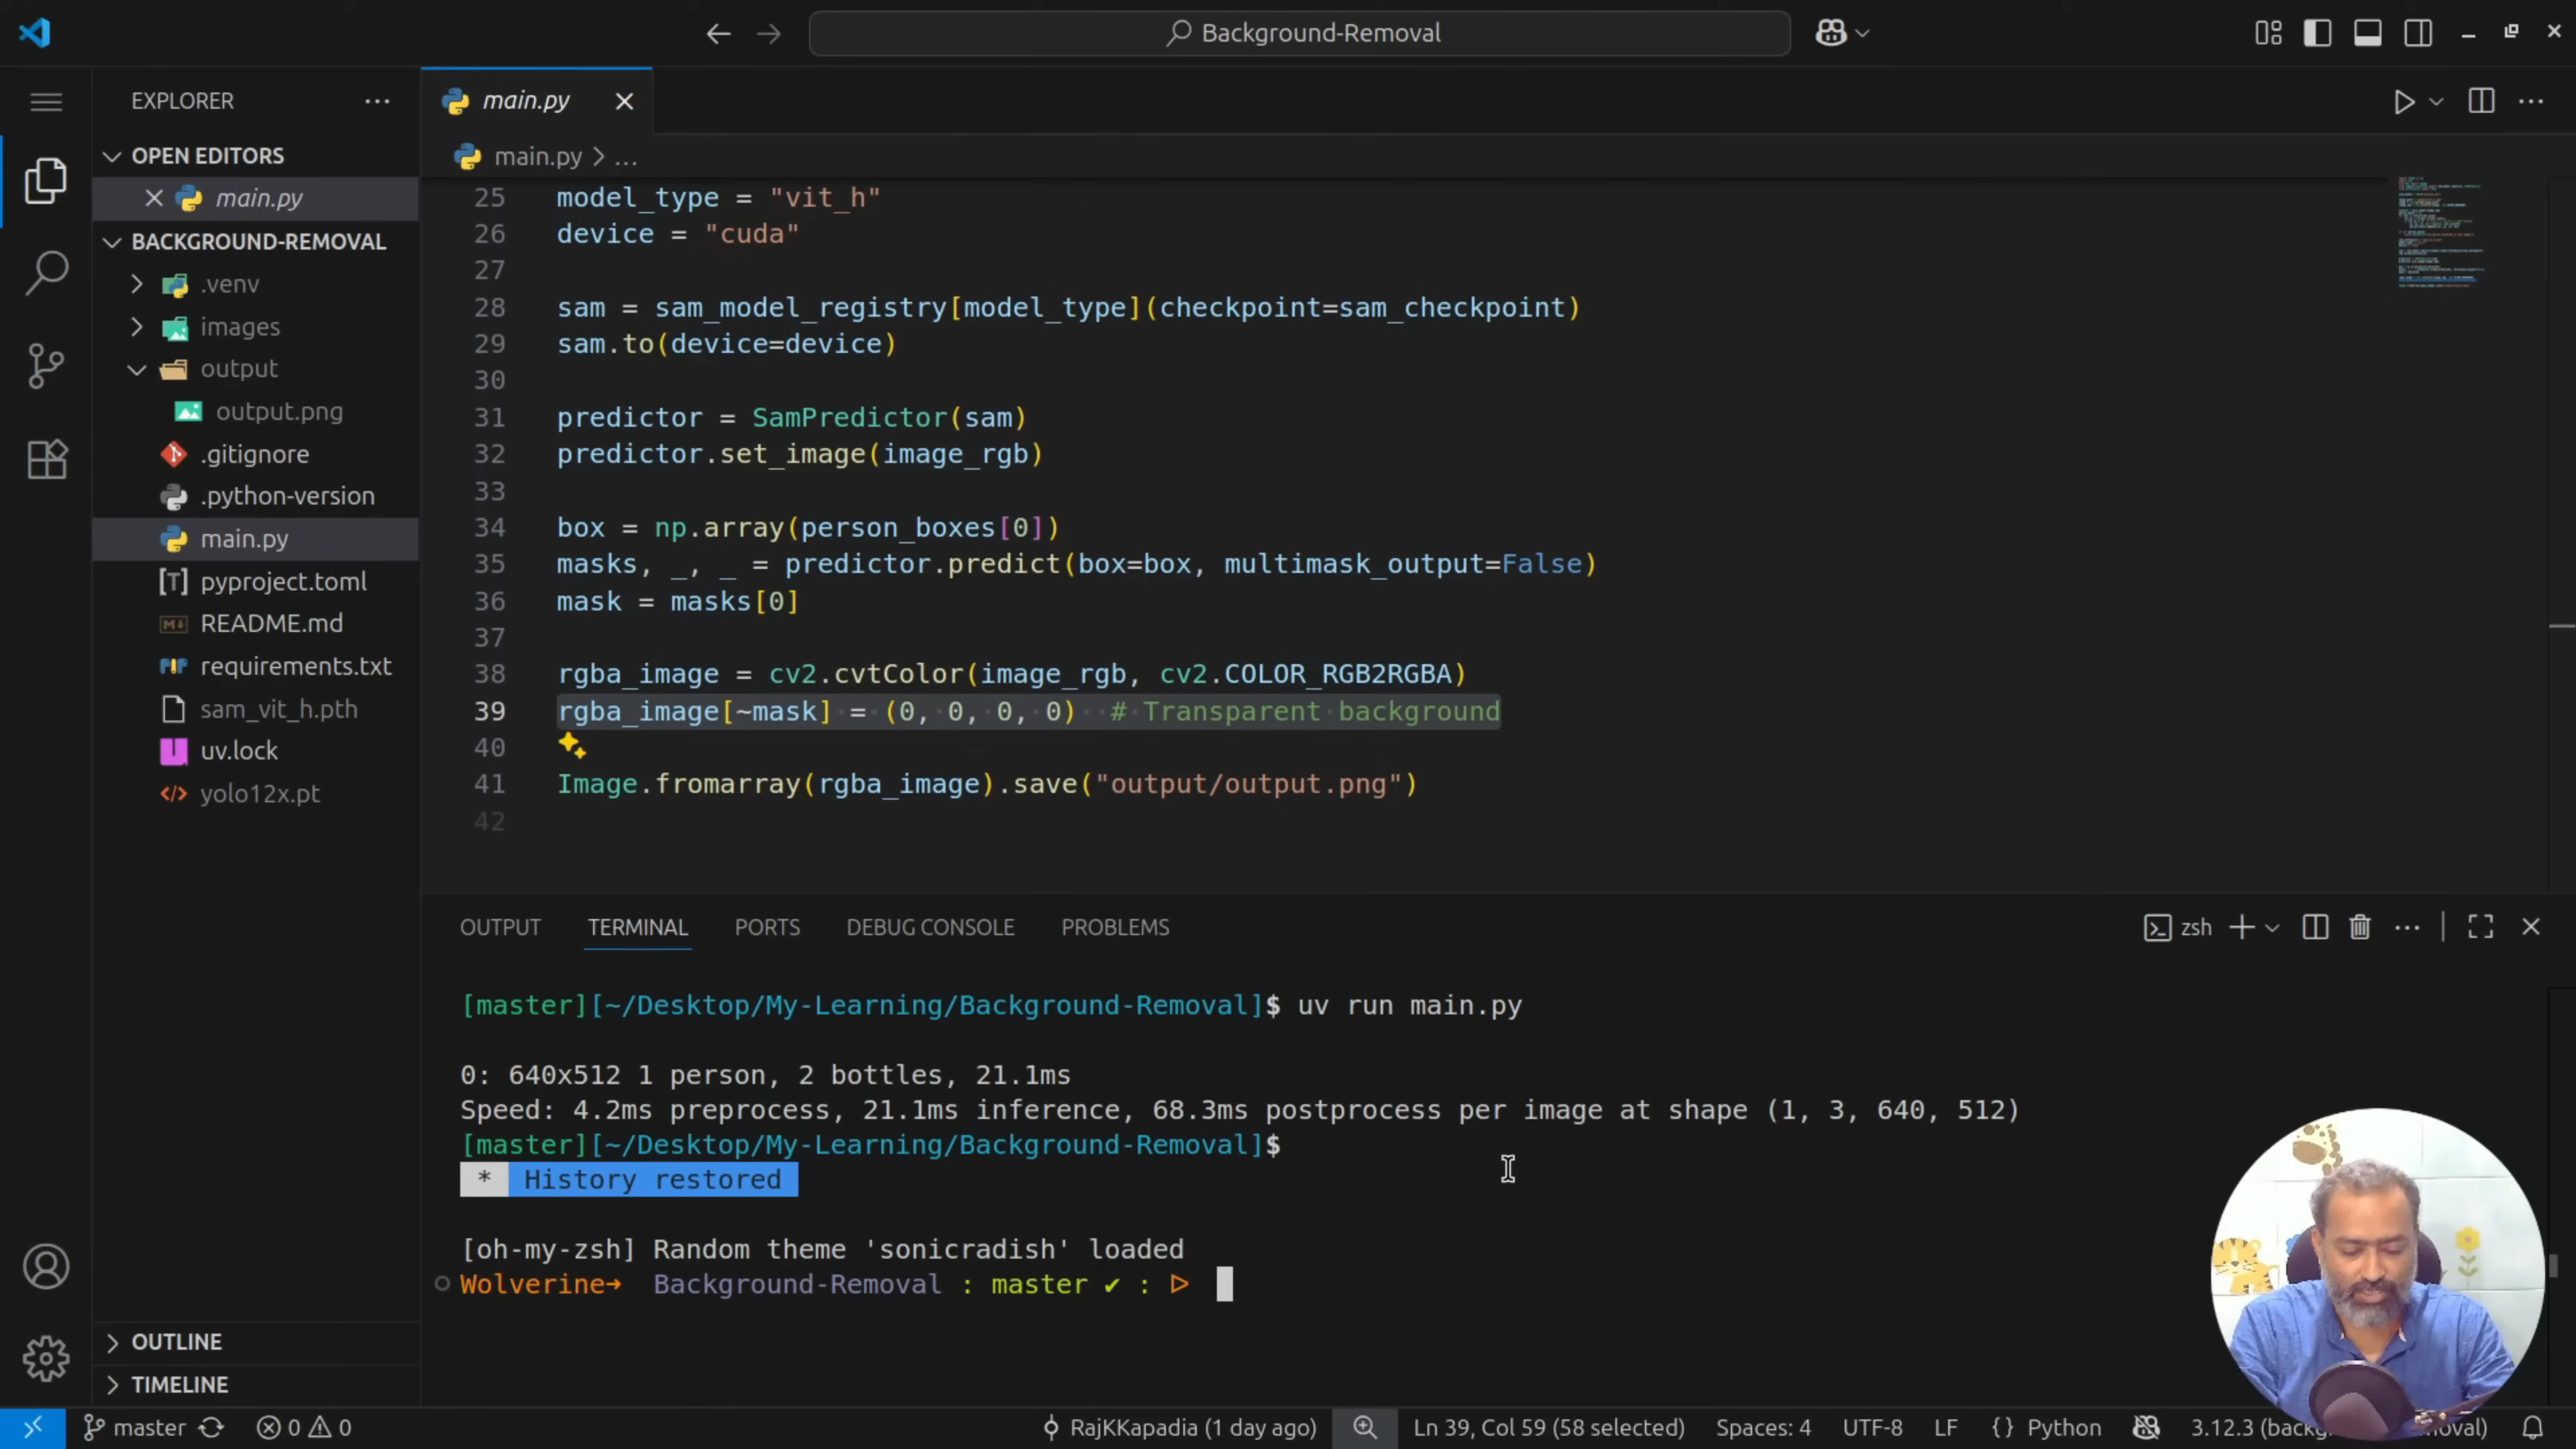 Background-Removal
EXPLORER
main.py
OPEN EDITORS
main.py
BACKGROUND-REMOVAL
.venv
images
output
output.png
.gitignore
.python-version
main.py
pyproject.toml
README.md
requirements.txt
sam_vit_h.pth
uv.lock
yolo12x.pt
OUTLINE
TIMELINE
main.py > ...
25 model_type = "vit_h"
26 device = "cuda"
27
28 sam = sam_model_registry[model_type](checkpoint=sam_checkpoint)
29 sam.to(device=device)
30
31 predictor = SamPredictor(sam)
32 predictor.set_image(image_rgb)
33
34 box = np.array(person_boxes[0])
35 masks, _, _ = predictor.predict(box=box, multimask_output=False)
36 mask = masks[0]
37
38 rgba_image = cv2.cvtColor(image_rgb, cv2.COLOR_RGB2RGBA)
39 rgba_image[~mask] = (0, 0, 0, 0)  # Transparent background
40
41 Image.fromarray(rgba_image).save("output/output.png")
42
OUTPUT TERMINAL PORTS DEBUG CONSOLE PROBLEMS
zsh
[master][~/Desktop/My-Learning/Background-Removal]$ uv run main.py
0: 640x512 1 person, 2 bottles, 21.1ms
Speed: 4.2ms preprocess, 21.1ms inference, 68.3ms postprocess per image at shape (1, 3, 640, 512)
[master][~/Desktop/My-Learning/Background-Removal]$
* History restored
[oh-my-zsh] Random theme 'sonicradish' loaded
Wolverine→ Background-Removal : master ✔ : ▷
master 0 0 RajKKapadia (1 day ago) Ln 39, Col 59 (58 selected) Spaces: 4 UTF-8 LF {} Python 3.12.3